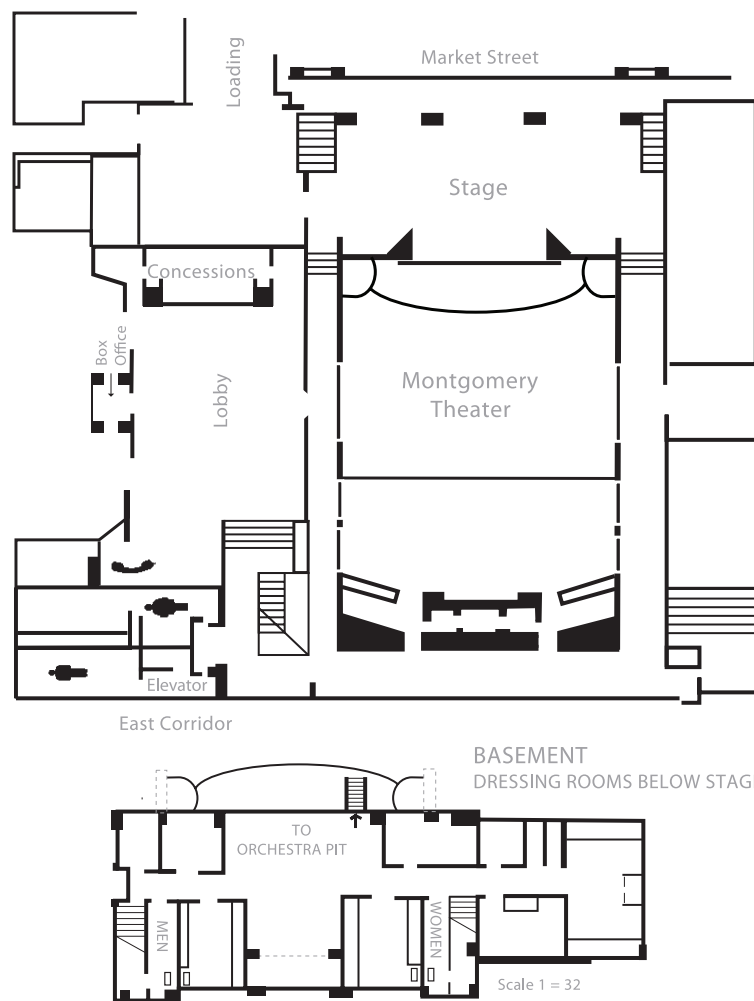 Market Street
Loading
Stage
Concessions
Box
Office
Lobby
Montgomery
Theater
Elevator
East Corridor
BASEMENT
DRESSING ROOMS BELOW STAG
TO
ORCHESTRA PIT
MEN
WOMEN
Scale 1 = 32